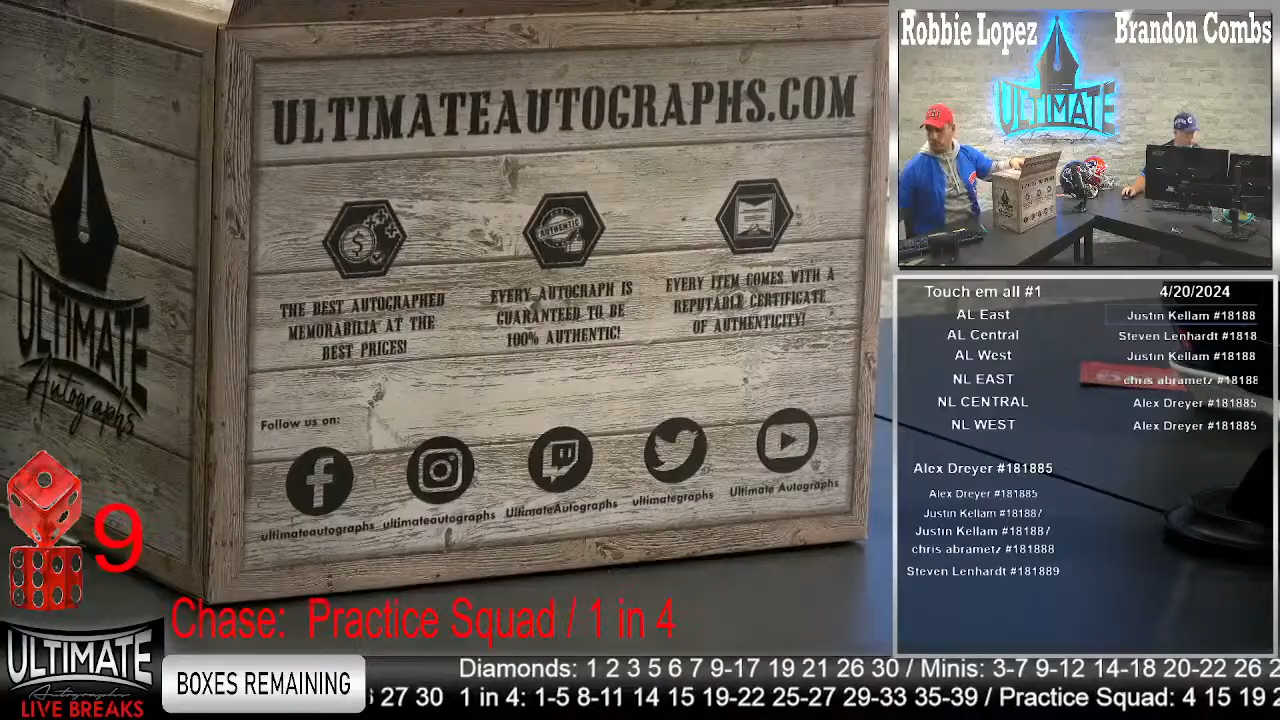 ULTIMATEAUTOGRAPHS.COM
THE BEST AUTOGRAPHED
MEMORABILIA AT THE
BEST PRICES!
AUTHENTIC
EVERY AUTOGRAPH IS
GUARANTEED TO BE
100% AUTHENTIC!
EVERY ITEM COMES WITH A
REPUTABLE CERTIFICATE
OF AUTHENTICITY!
ULTIMATE
Autographs
Follow us on:
ultimateautographs
ultimateautographs
UltimateAutographs
ultimategraphs
Ultimate Autographs
Robbie Lopez
Brandon Combs
ULTIMATE
Touch em all #1 4/20/2024
AL East Justin Kellam #18188
AL Central Steven Lenhardt #1818
AL West Justin Kellam #18188
NL EAST chris abrametz #18188
NL CENTRAL Alex Dreyer #181885
NL WEST Alex Dreyer #181885
Alex Dreyer #181885
Alex Dreyer #181885
Justin Kellam #181887
Justin Kellam #181887
chris abrametz #181888
Steven Lenhardt #181889
9
Chase: Practice Squad / 1 in 4
ULTIMATE
Autographs
LIVE BREAKS
BOXES REMAINING
Diamonds: 1 2 3 5 6 7 9-17 19 21 26 30 / Minis: 3-7 9-12 14-18 20-22 26 2
27 30 1 in 4: 1-5 8-11 14 15 19-22 25-27 29-33 35-39 / Practice Squad: 4 15 19